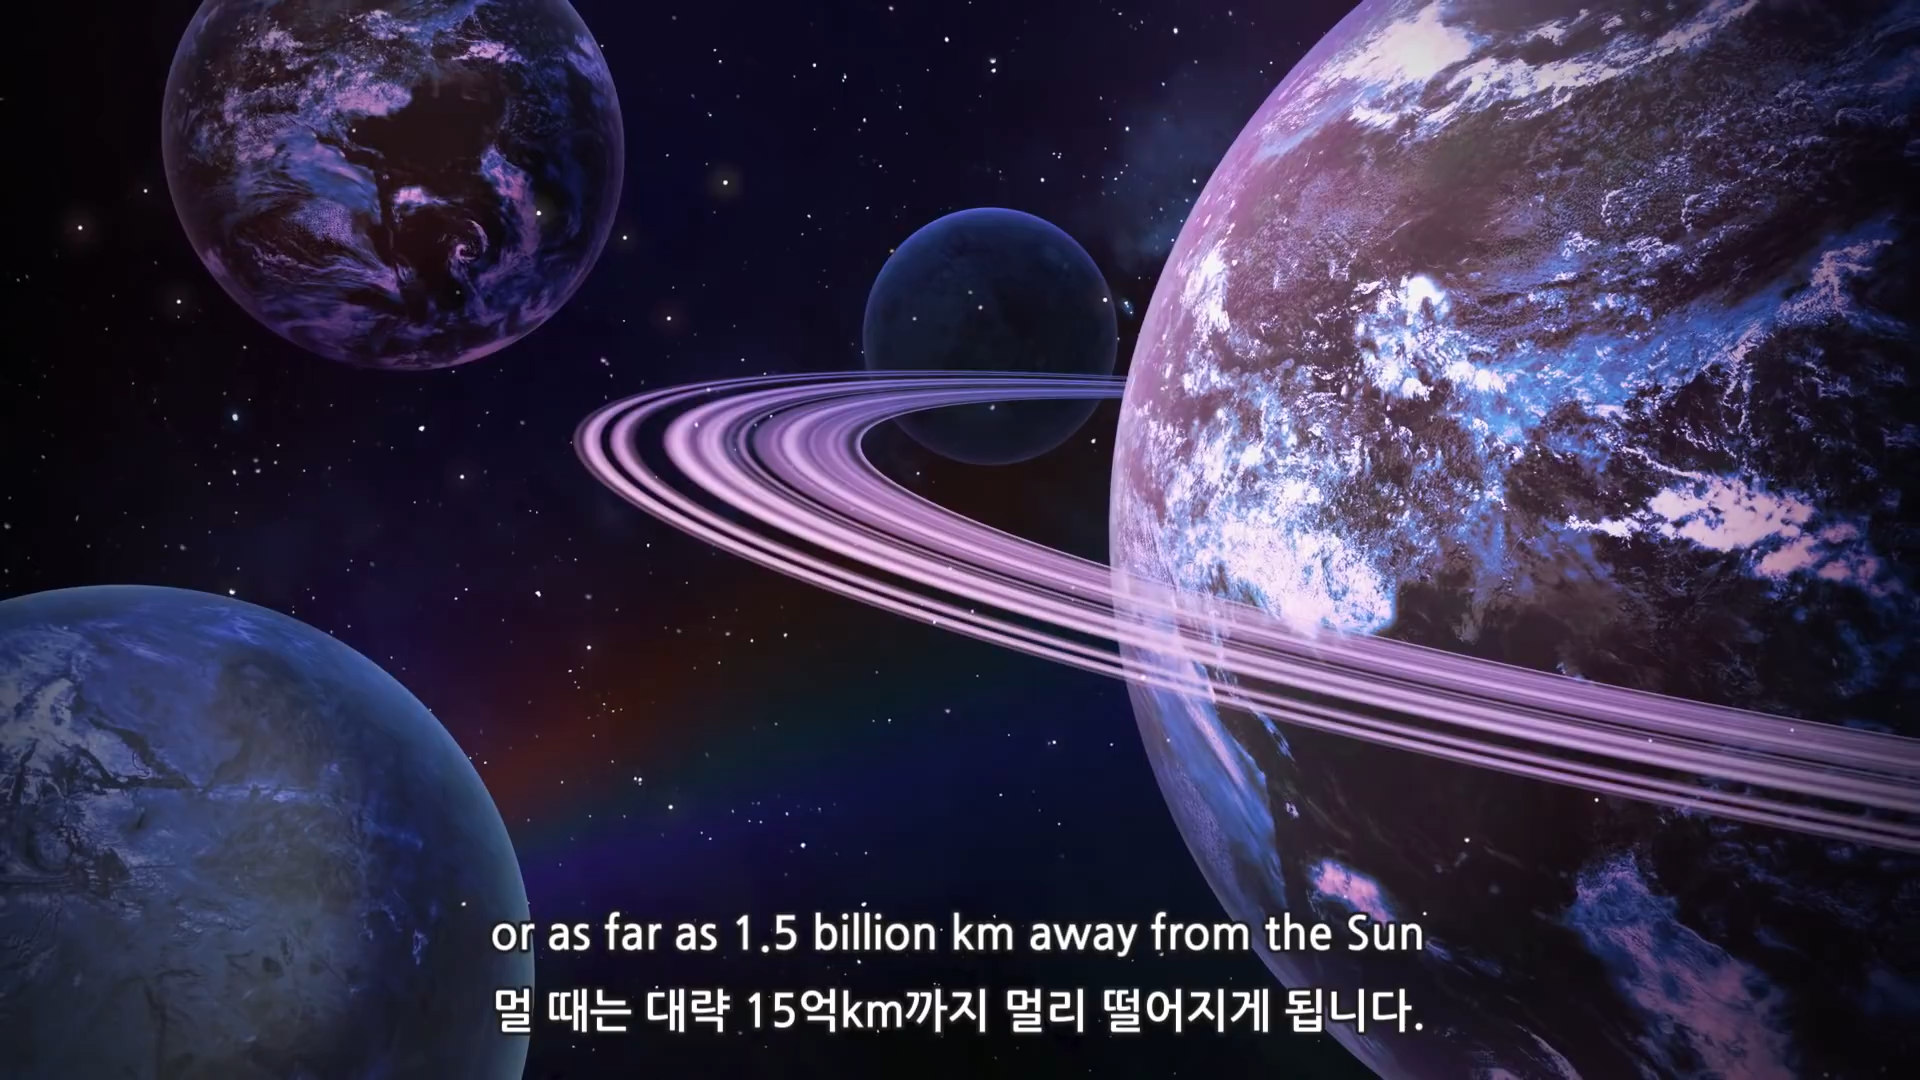 or as far as 1.5 billion km away from the Sun
멀 때는 대략 15억km까지 멀리 떨어지게 됩니다.